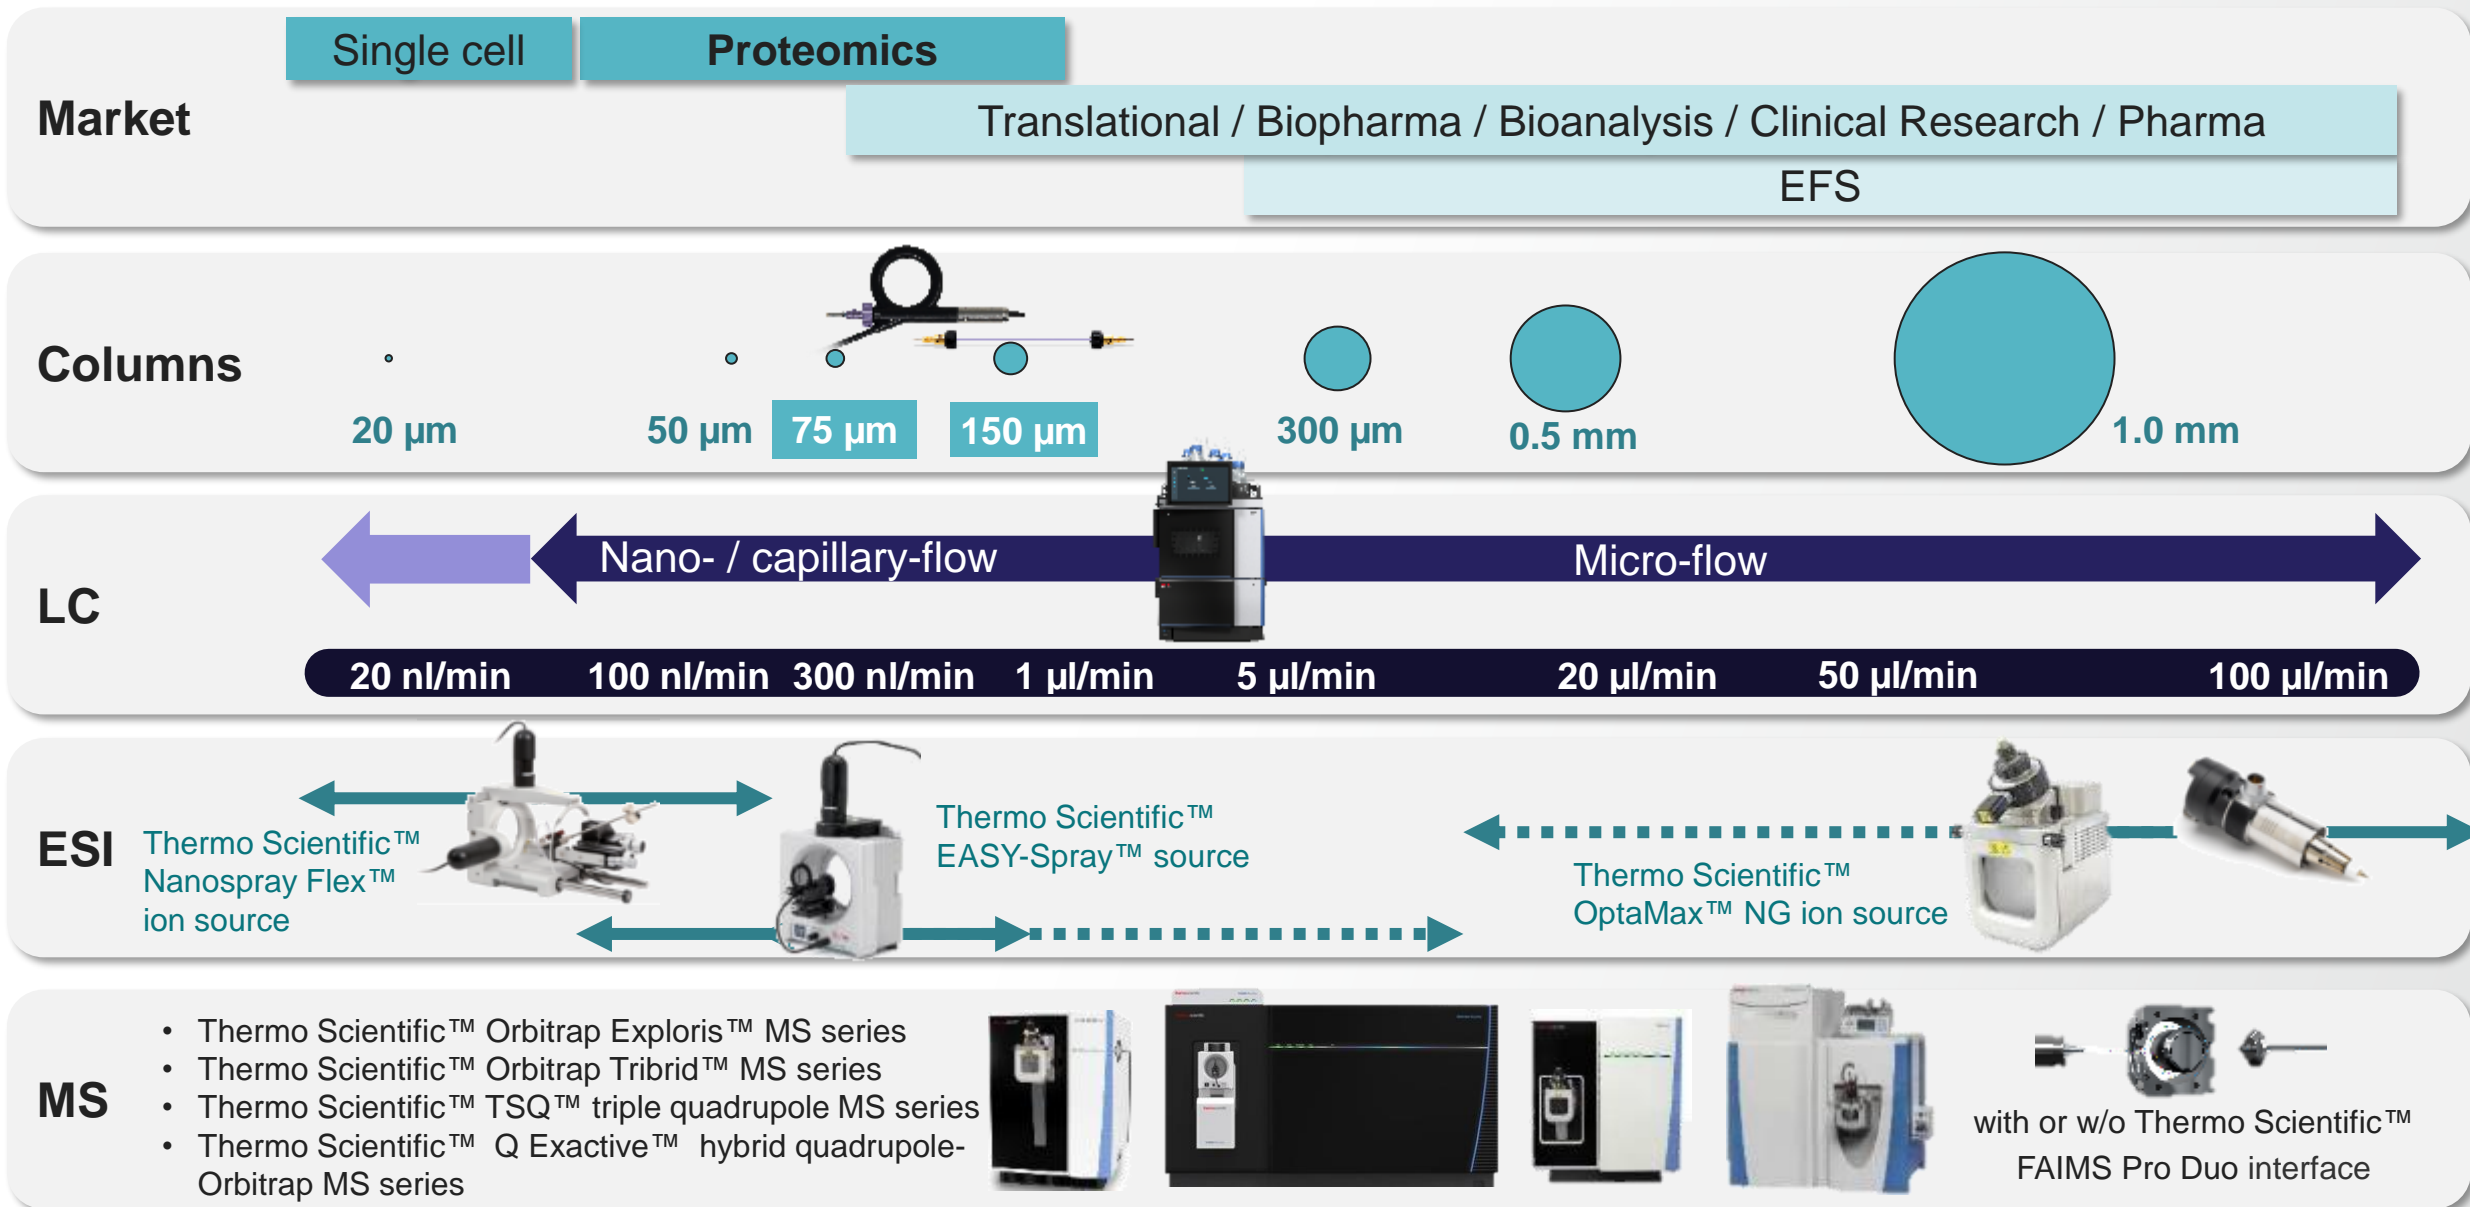 Single cell
Proteomics
Market
Translational / Biopharma / Bioanalysis / Clinical Research / Pharma
EFS
Columns
20 µm
50 µm
75 µm
150 µm
300 µm
0.5 mm
1.0 mm
LC
Nano- / capillary-flow
Micro-flow
20 nl/min
100 nl/min
300 nl/min
1 µl/min
5 µl/min
20 µl/min
50 µl/min
100 µl/min
ESI
Thermo Scientific™
Nanospray Flex™
ion source
Thermo Scientific™
EASY-Spray™ source
Thermo Scientific™
OptaMax™ NG ion source
MS
• Thermo Scientific™ Orbitrap Exploris™ MS series
• Thermo Scientific™ Orbitrap Tribrid™ MS series
• Thermo Scientific™ TSQ™ triple quadrupole MS series
• Thermo Scientific™ Q Exactive™ hybrid quadrupole-
Orbitrap MS series
with or w/o Thermo Scientific™
FAIMS Pro Duo interface